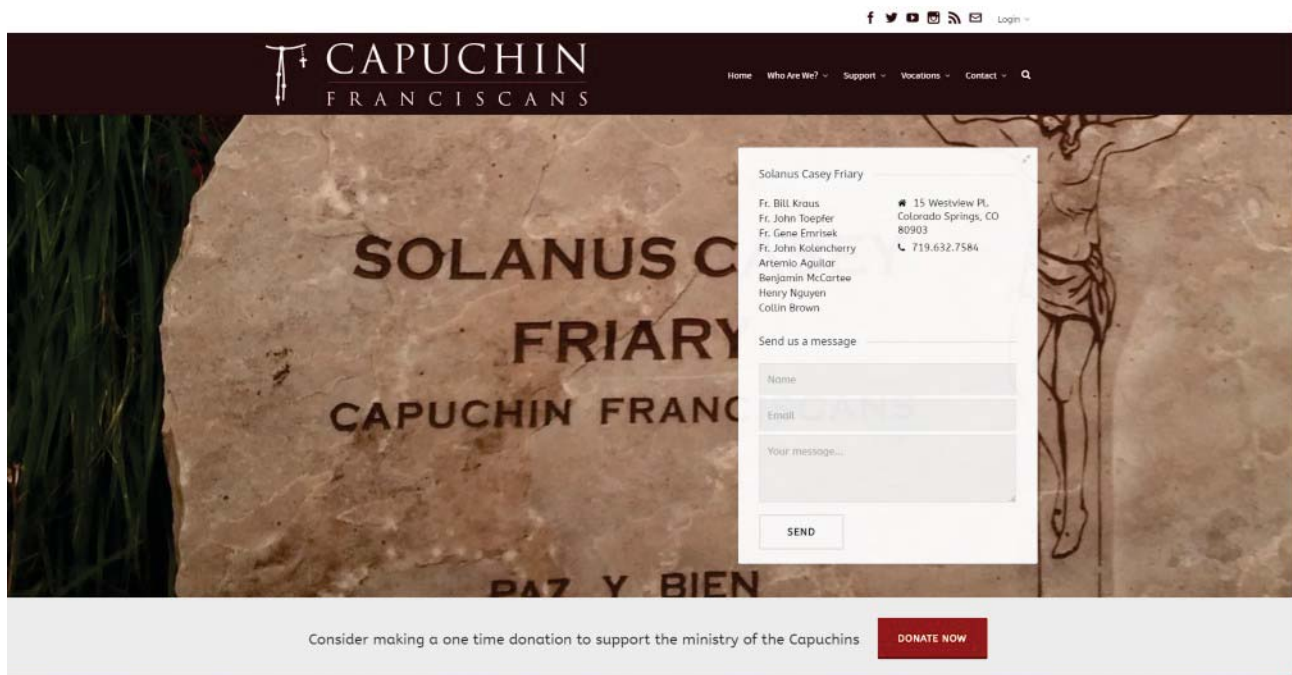 Login
CAPUCHIN
FRANCISCANS
Home Who Are We? Support Vocations Contact
Solanus Casey Friary
Fr. Bill Kraus
Fr. John Toepfer
Fr. Gene Emrisek
Fr. John Kolencherry
Artemio Aguilar
Benjamin McCartee
Henry Nguyen
Collin Brown
15 Westview Pl.
Colorado Springs, CO
80903
719.632.7584
Send us a message
Name
Email
Your message...
SEND
SOLANUS CASEY
FRIARY
CAPUCHIN FRANCISCANS
PAZ Y BIEN
Consider making a one time donation to support the ministry of the Capuchins
DONATE NOW